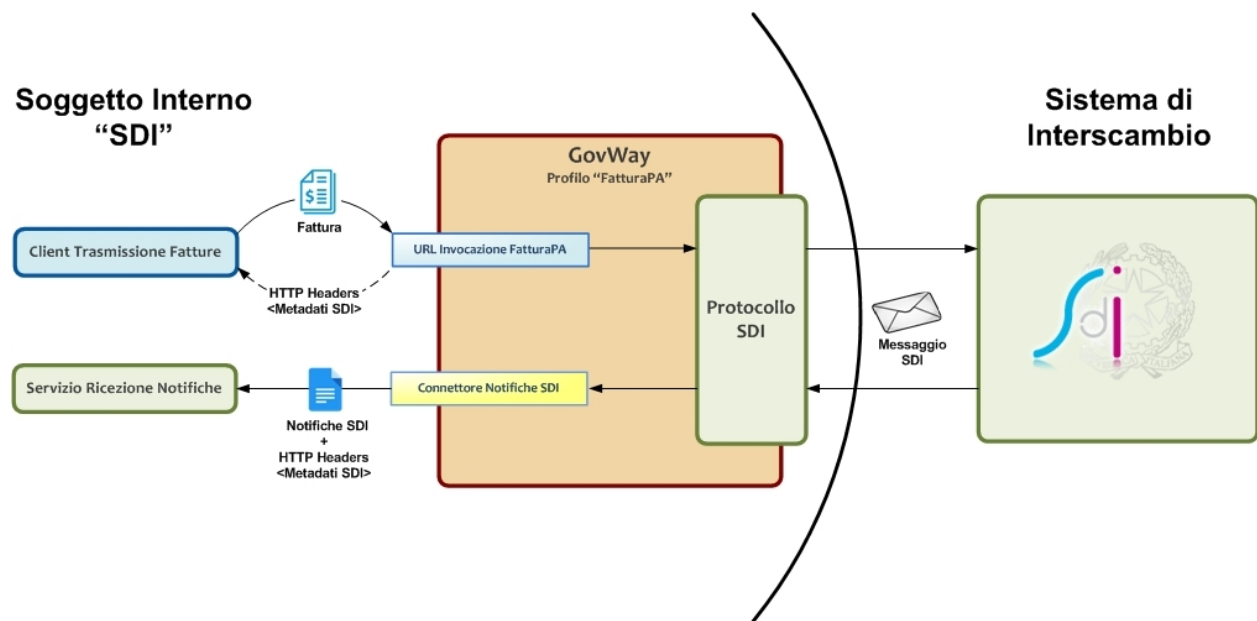 Soggetto Interno
“SDI”
Sistema di
Interscambio
GovWay
Profilo “FatturaPA”
Fattura
Client Trasmissione Fatture
URL Invocazione FatturaPA
HTTP Headers
<Metadati SDI>
Protocollo
SDI
Messaggio
SDI
Sdi
Servizio Ricezione Notifiche
Connettore Notifiche SDI
Notifiche SDI
+
HTTP Headers
<Metadati SDI>